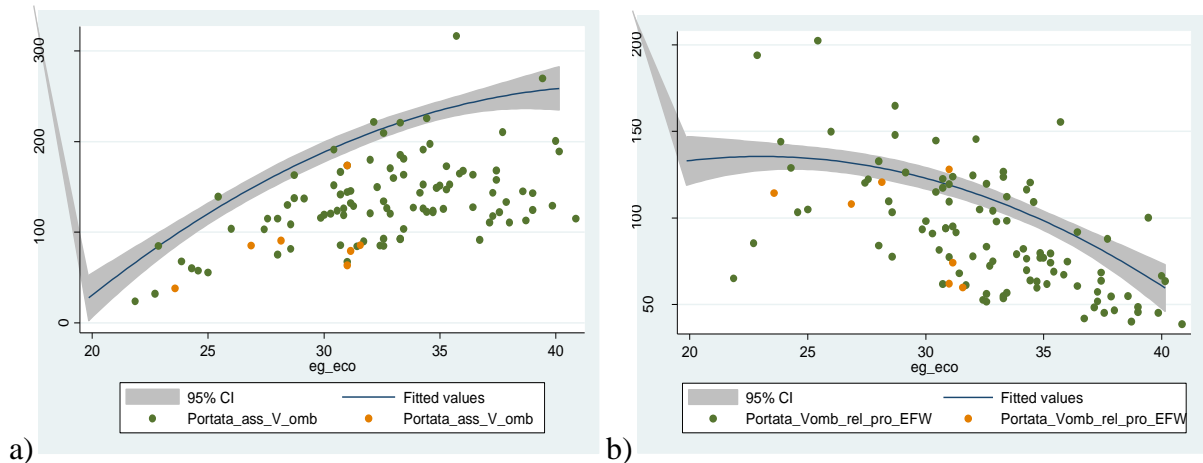 300
200
100
0
20 25 30 35 40
eg_eco
95% CI Fitted values
Portata_ass_V_omb Portata_ass_V_omb
a)
200
150
100
50
20 25 30 35 40
eg_eco
95% CI Fitted values
Portata_Vomb_rel_pro_EFW Portata_Vomb_rel_pro_EFW
b)